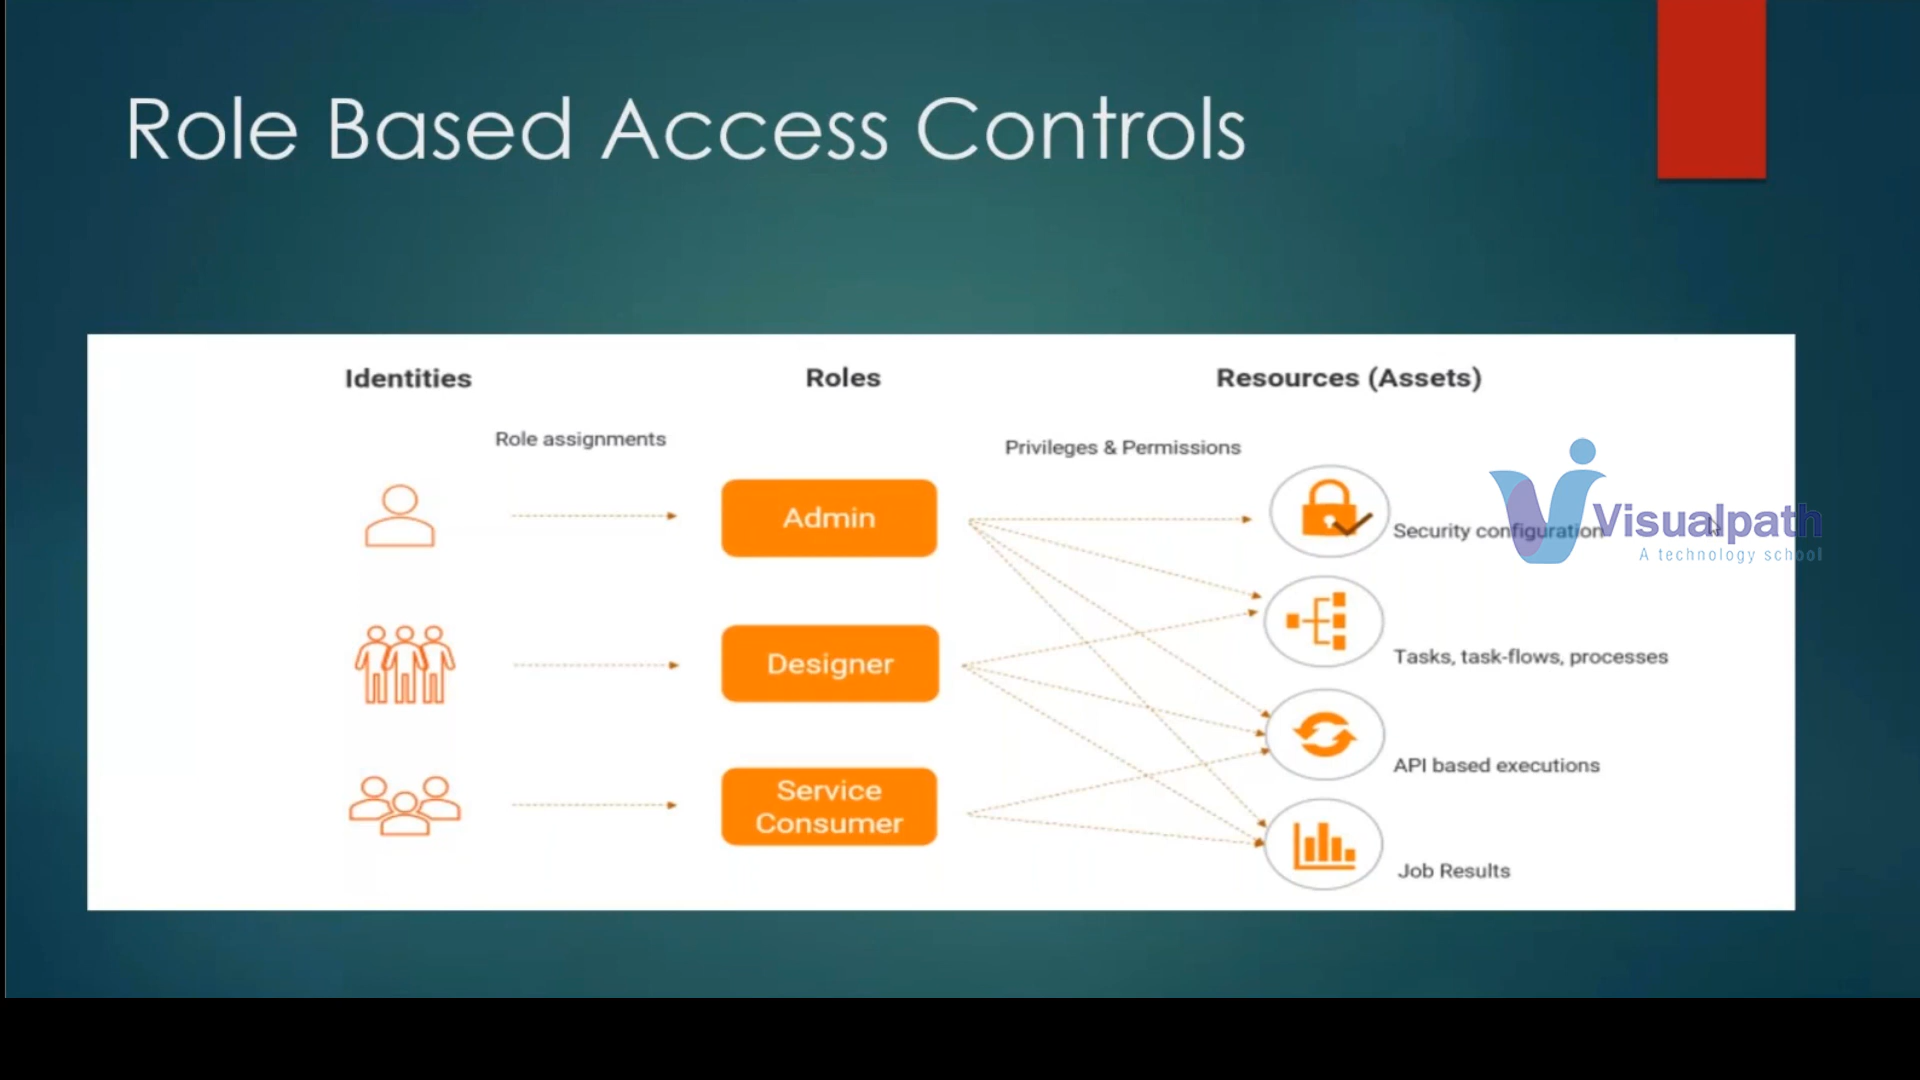 Role Based Access Controls
Identities
Roles
Resources (Assets)
Role assignments
Privileges & Permissions
Admin
Security configuration
Visualpath
A technology school
Designer
Tasks, task-flows, processes
Service
Consumer
API based executions
Job Results